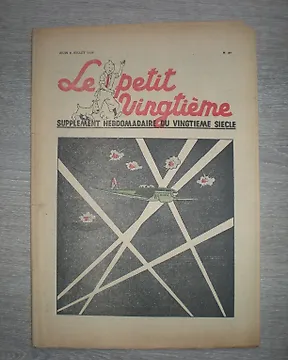 Le petit
Vingtième
SUPPLEMENT HEBDOMADAIRE DU VINGTIEME SIECLE